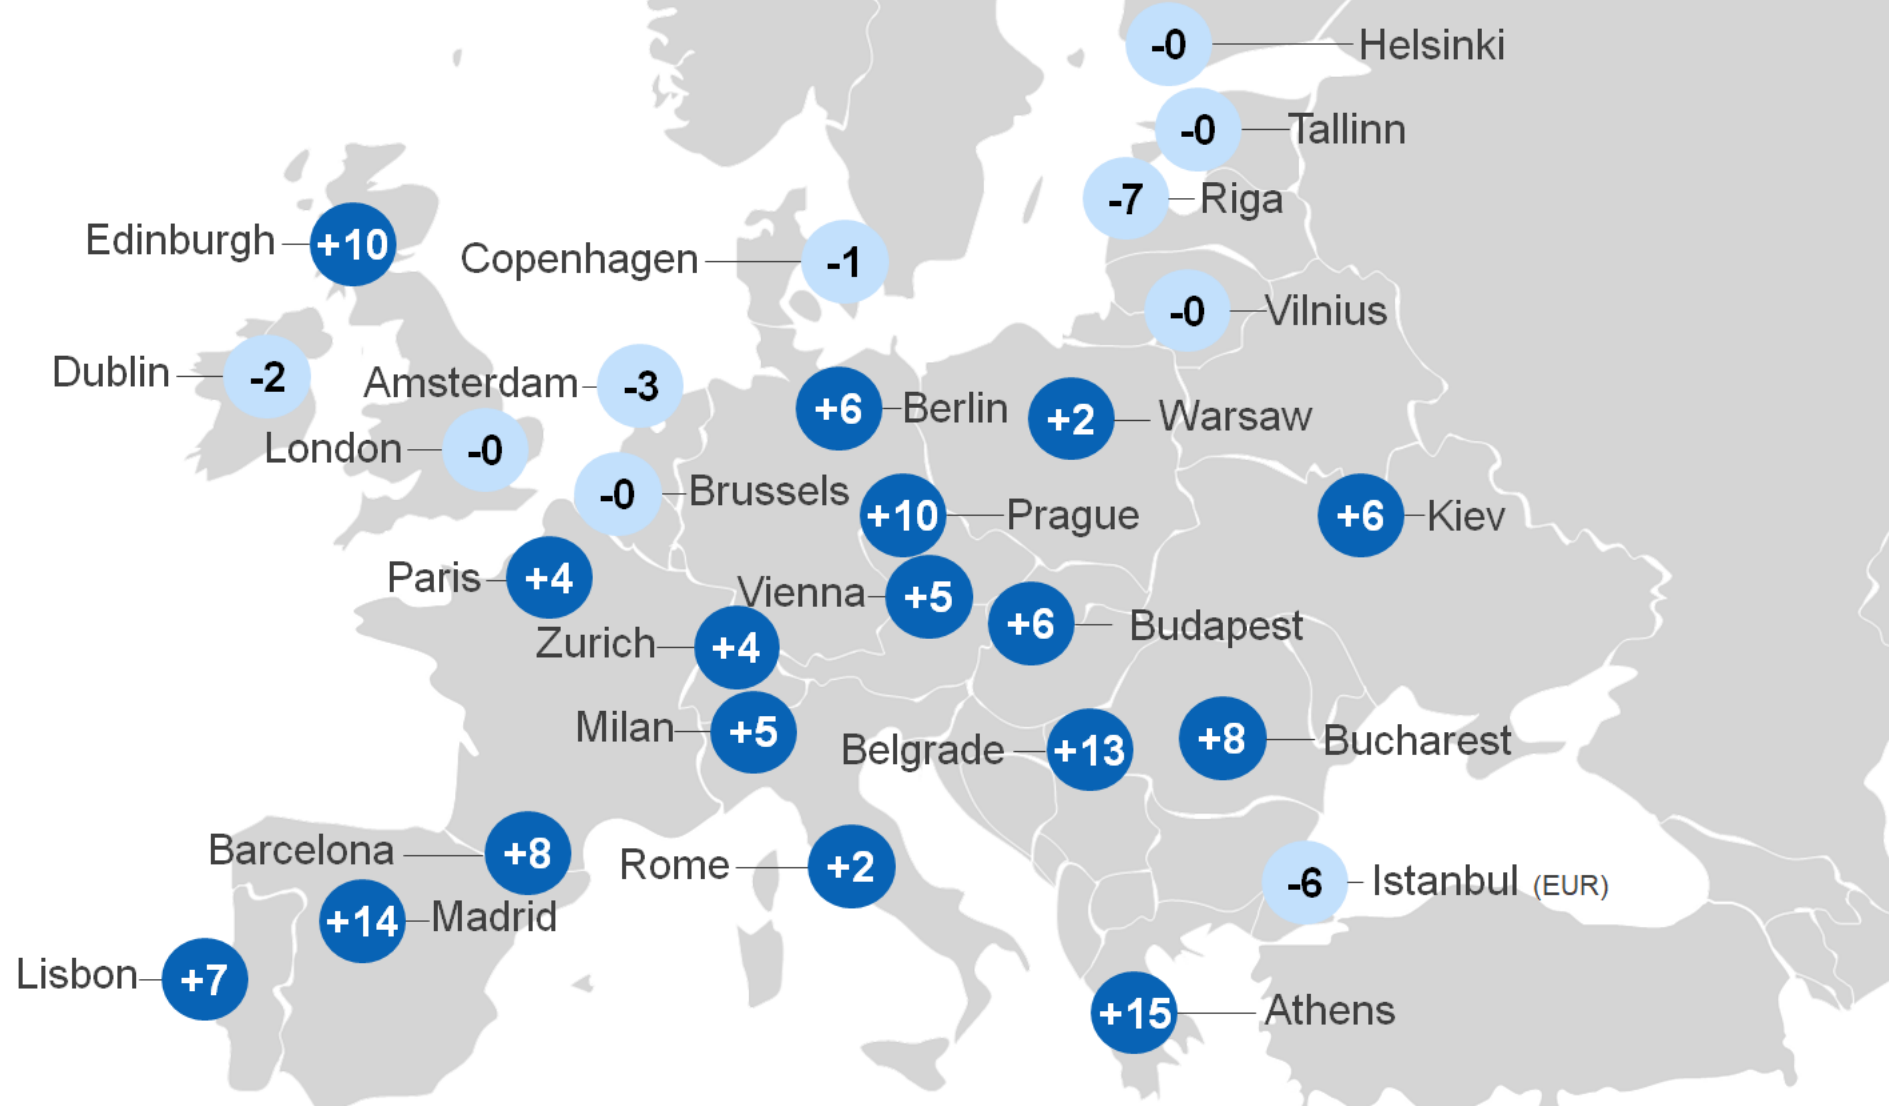 -0 Helsinki
-0 Tallinn
-7 Riga
Edinburgh +10
Copenhagen -1
-0 Vilnius
Dublin -2
Amsterdam -3
+6 Berlin
+2 Warsaw
London -0
-0 Brussels
+10 Prague
+6 Kiev
Paris +4
Vienna +5
+6 Budapest
Zurich +4
Milan +5
Belgrade +13
+8 Bucharest
Barcelona +8
Rome +2
-6 Istanbul (EUR)
+14 Madrid
Lisbon +7
+15 Athens